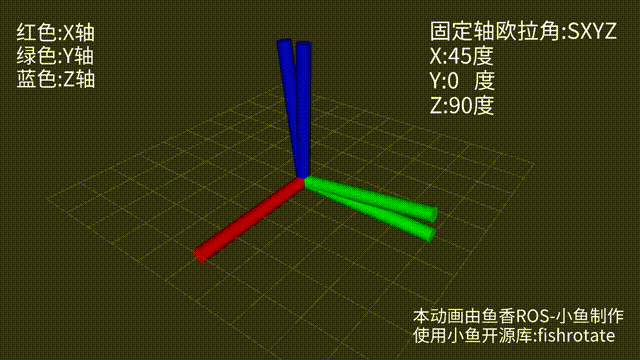 红色:X轴
绿色:Y轴
蓝色:Z轴
固定轴欧拉角:SXYZ
X:45度
Y:0 度
Z:90度
本动画由鱼香ROS-小鱼制作
使用小鱼开源库:fishrotate